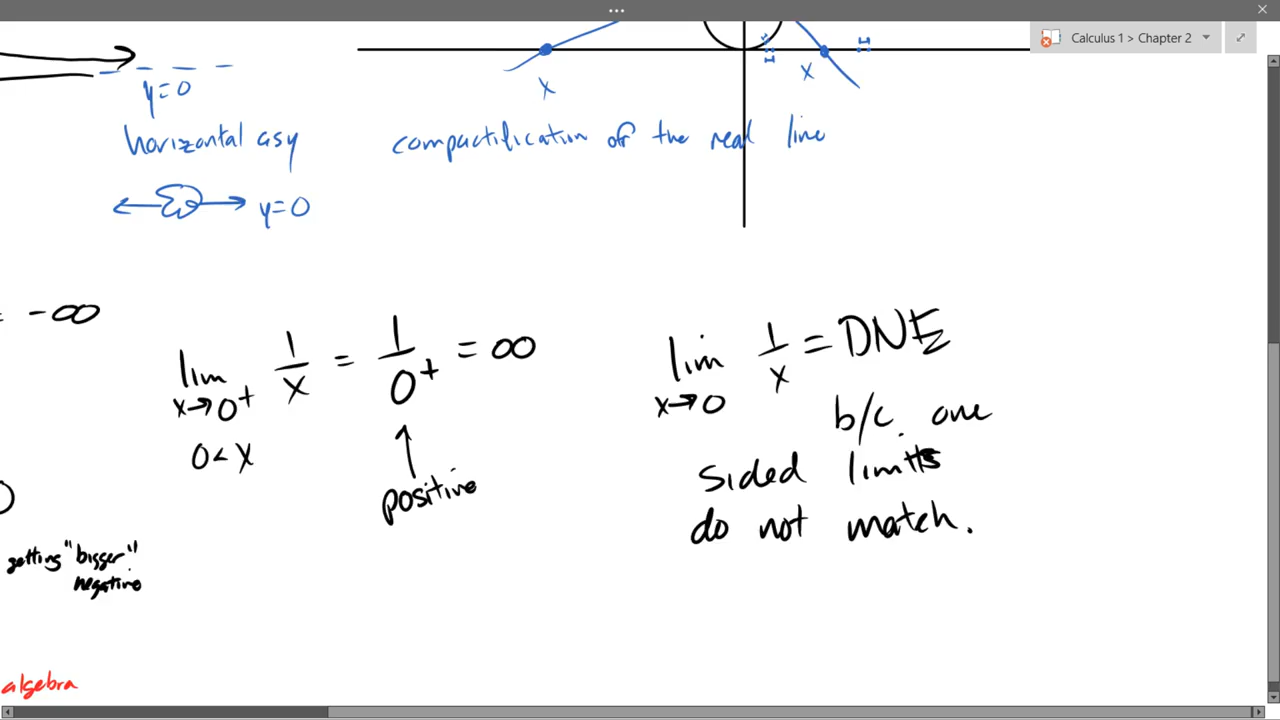 Calculus 1 > Chapter 2
y=0
x
x
horizontal asy
compactification of the real line
y=0
= -∞
lim x→0⁺ 1/x = 1/0⁺ = ∞
0<x
positive
lim x→0 1/x = DNE
b/c. one
sided limits
do not match.
getting "bigger"
negative
algebra